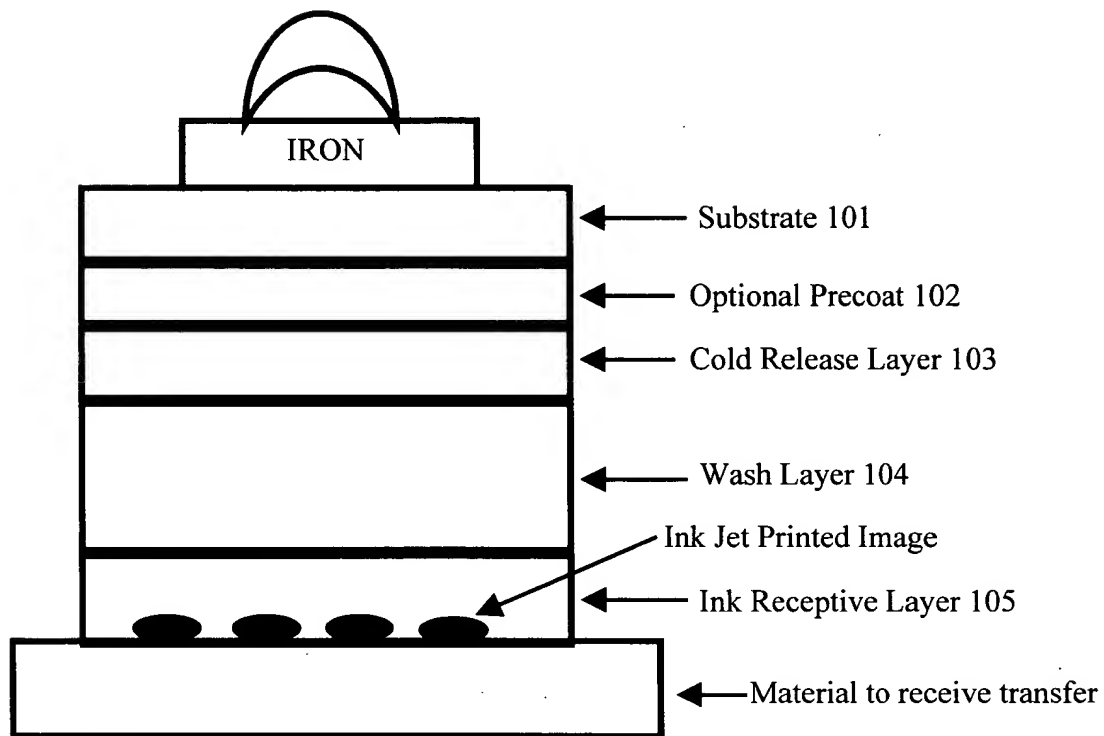 IRON
Substrate 101
Optional Precoat 102
Cold Release Layer 103
Wash Layer 104
Ink Jet Printed Image
Ink Receptive Layer 105
Material to receive transfer